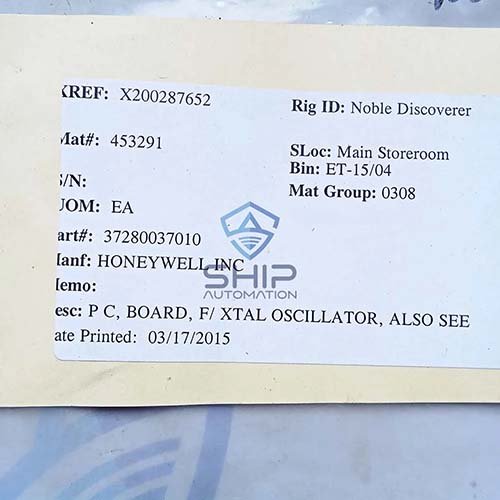 XREF: X200287652
Rig ID: Noble Discoverer
Mat#: 453291
SLoc: Main Storeroom
S/N:
Bin: ET-15/04
UOM: EA
Mat Group: 0308
art#: 37280037010
Manf: HONEYWELL INC
SHIP
AUTOMATION
Memo:
esc: P C, BOARD, F/ XTAL OSCILLATOR, ALSO SEE
ate Printed: 03/17/2015